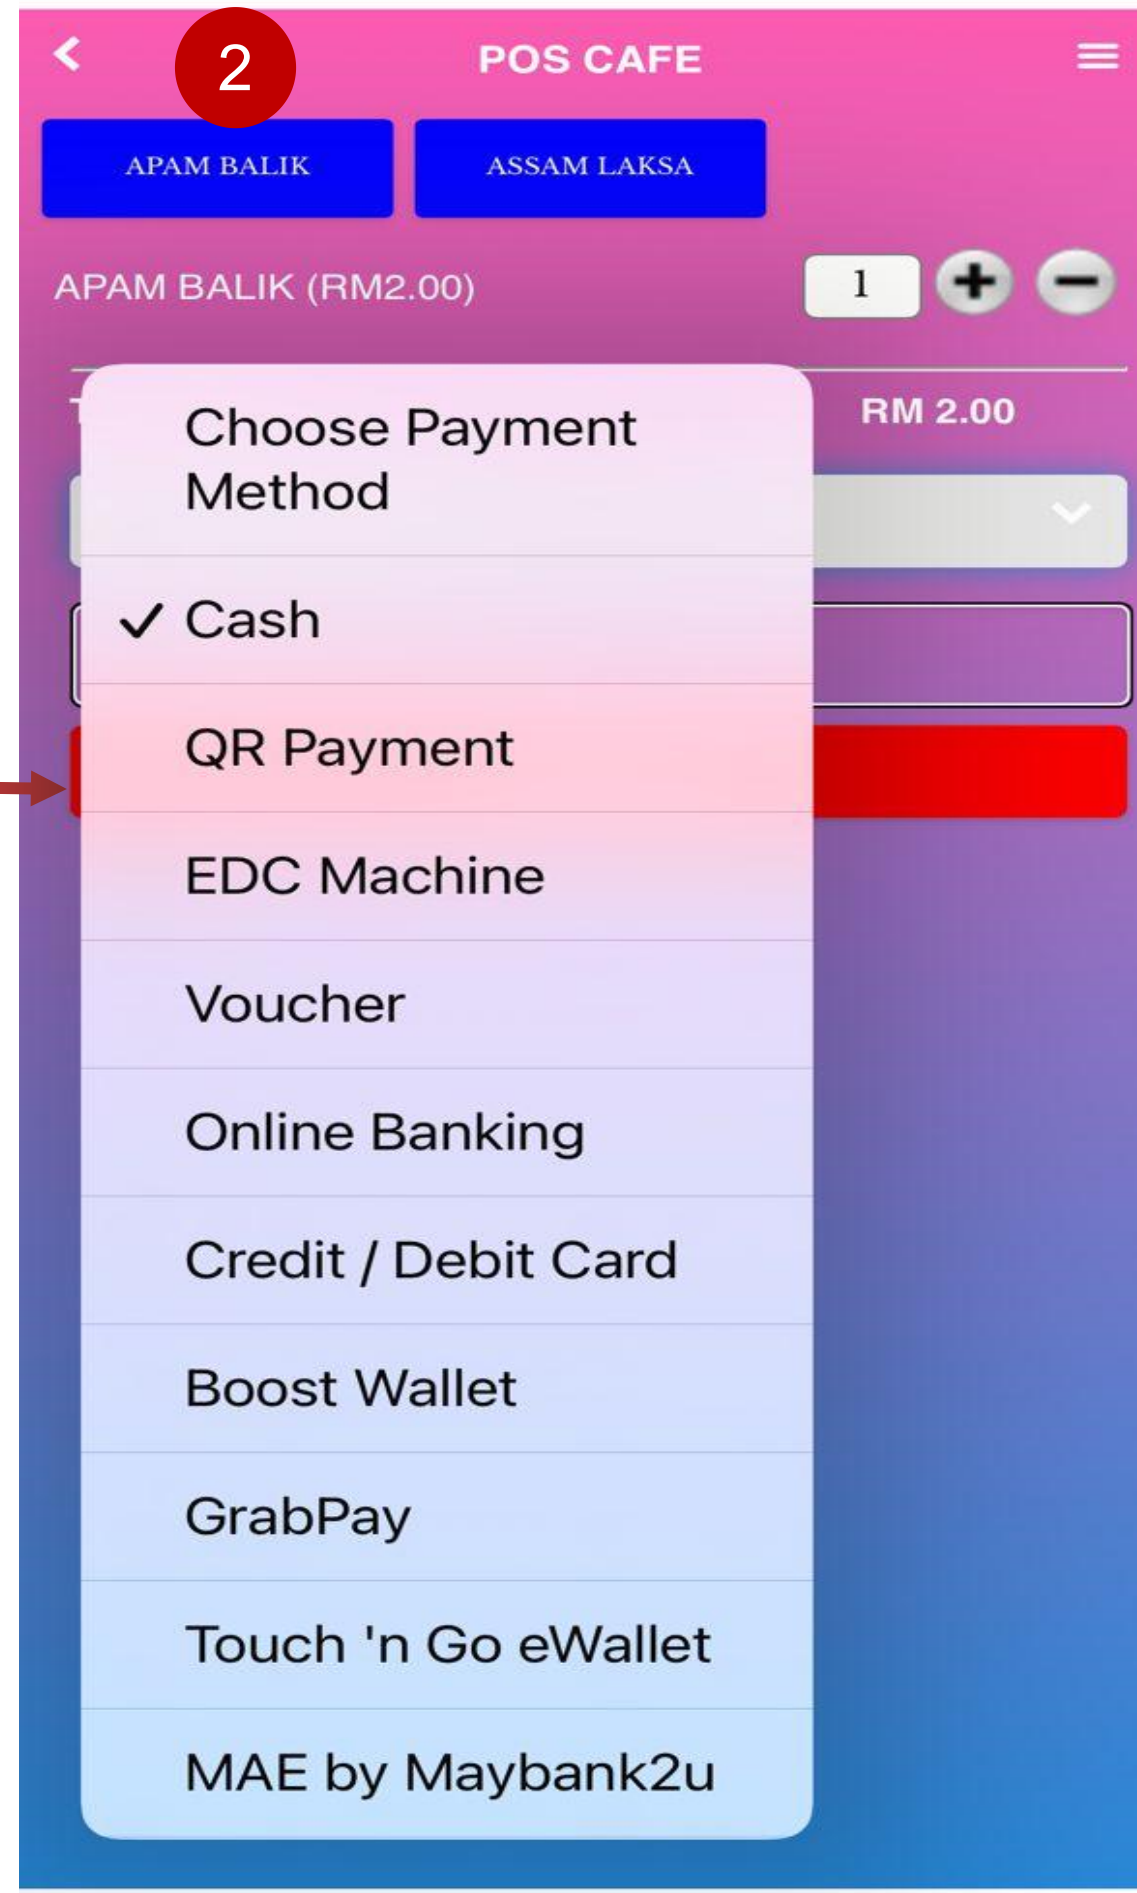 2
POS CAFE
APAM BALIK
ASSAM LAKSA
APAM BALIK (RM2.00)
1
RM 2.00
Choose Payment
Method
✓ Cash
QR Payment
EDC Machine
Voucher
Online Banking
Credit / Debit Card
Boost Wallet
GrabPay
Touch 'n Go eWallet
MAE by Maybank2u